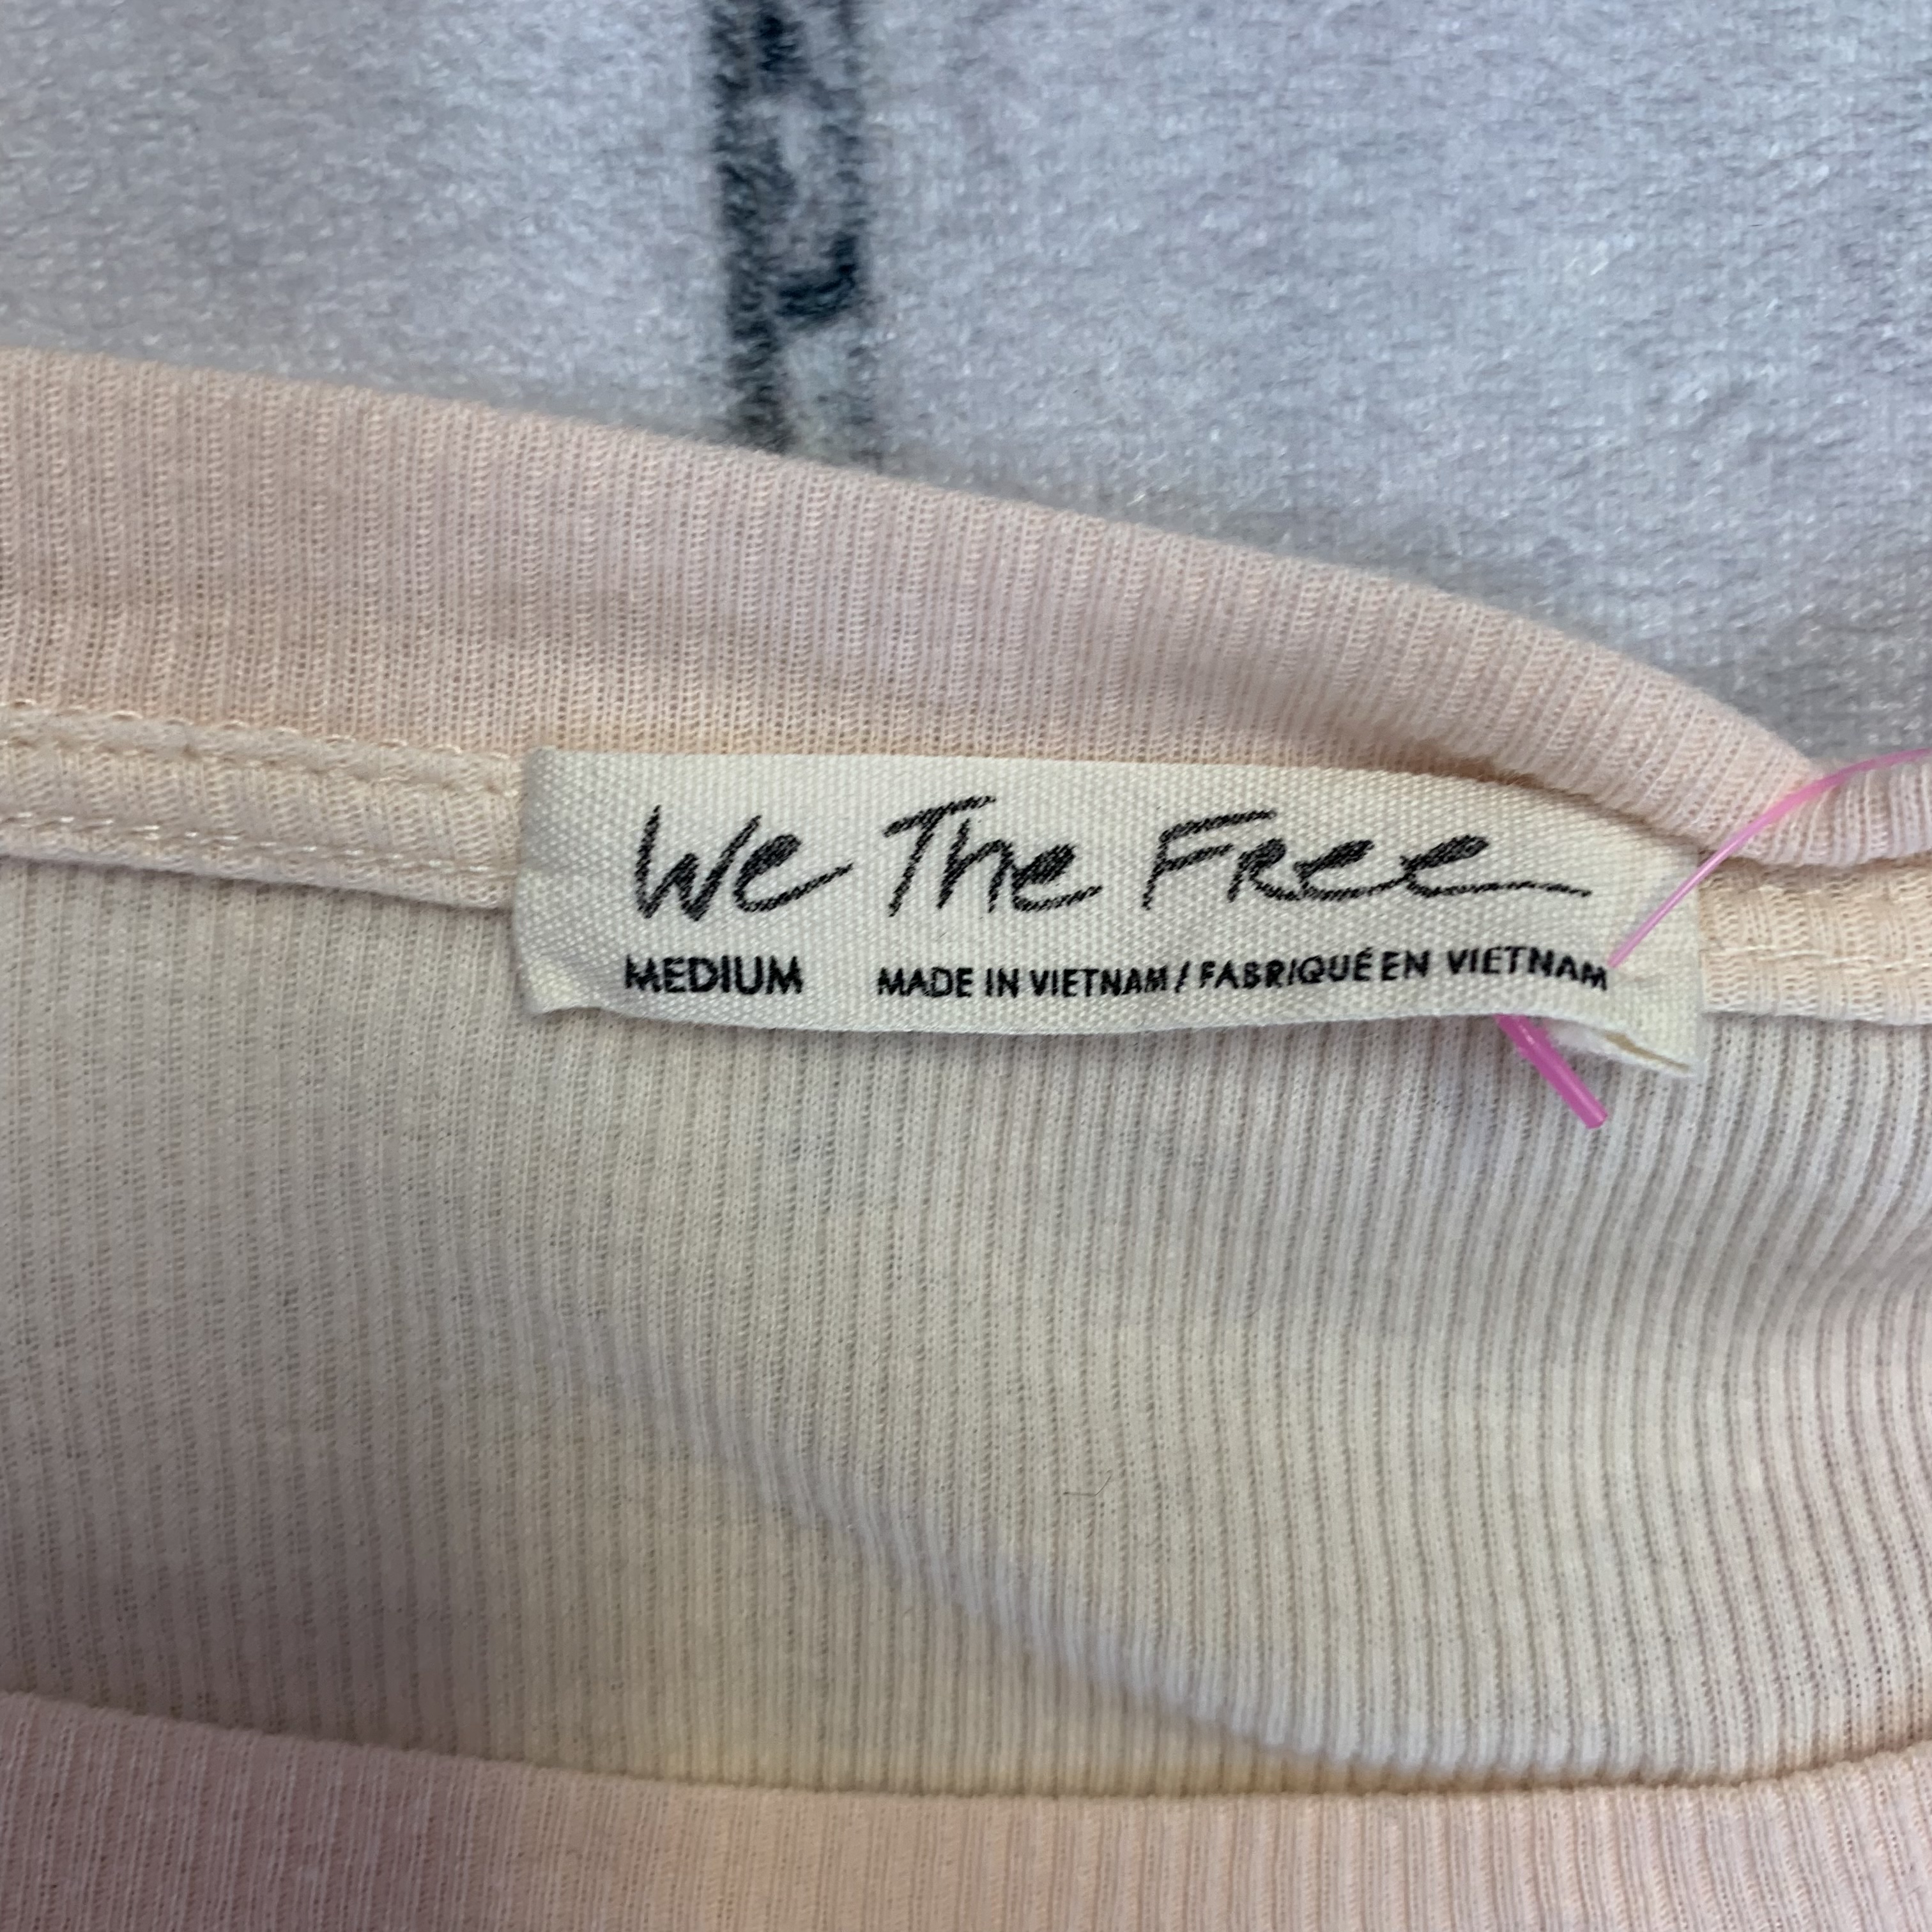 We The Free
MEDIUM MADE IN VIETNAM / FABRIQUÉ EN VIETNAM